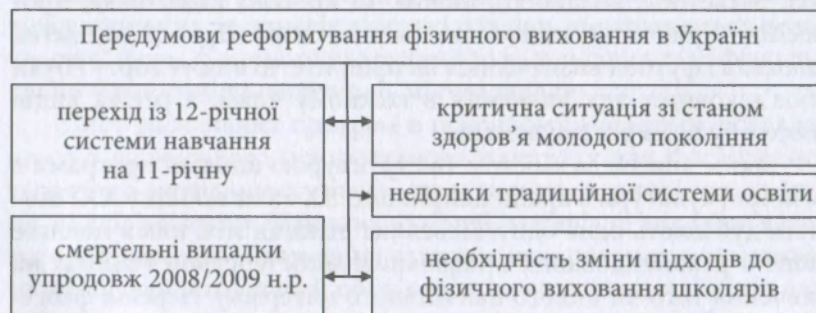 Передумови реформування фізичного виховання в Україні
перехід із 12-річної
системи навчання
на 11-річну
критична ситуація зі станом
здоров’я молодого покоління
недоліки традиційної системи освіти
смертельні випадки
упродовж 2008/2009 н.р.
необхідність зміни підходів до
фізичного виховання школярів